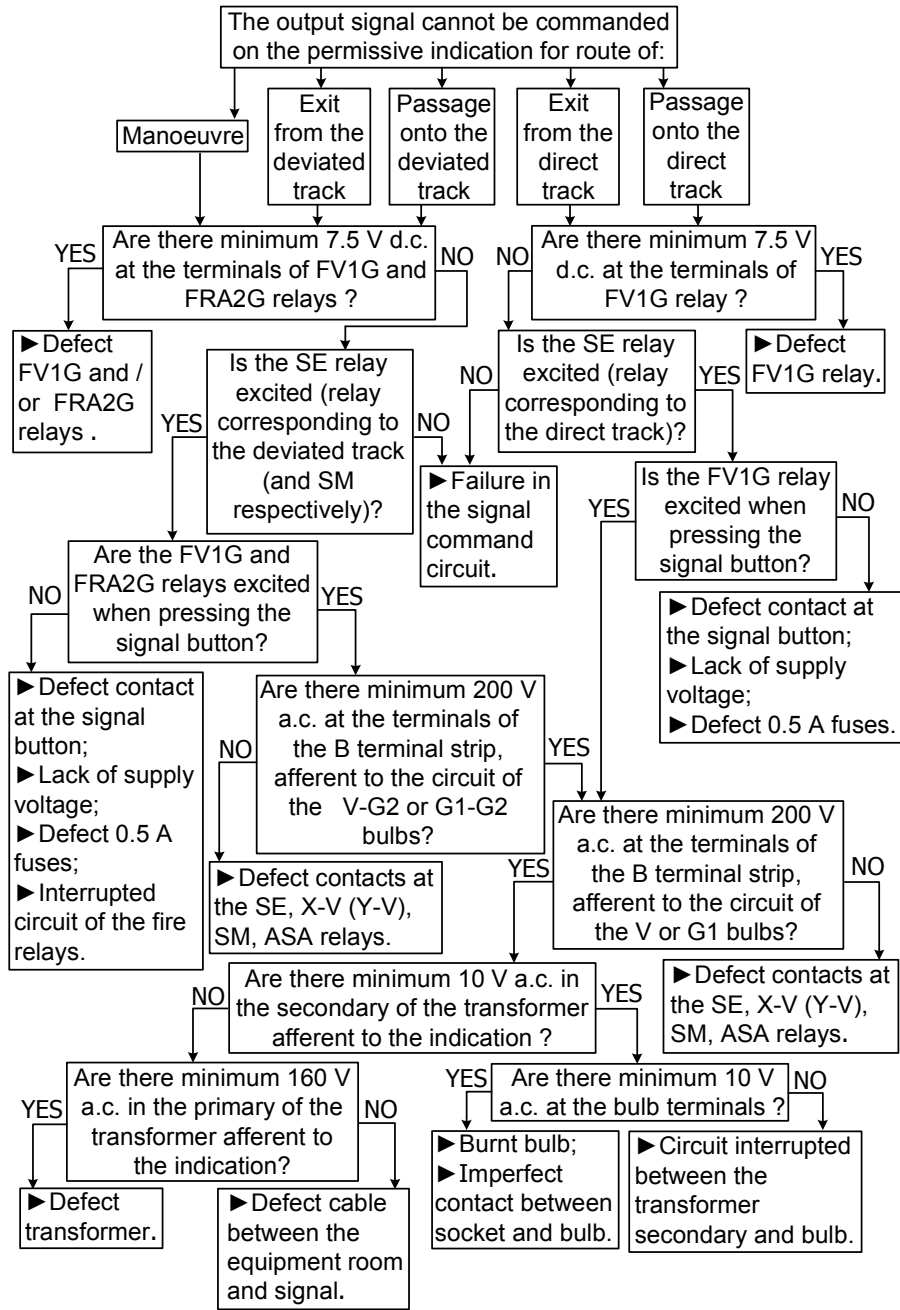 The output signal cannot be commanded
on the permissive indication for route of:
Manoeuvre
Exit
from the
deviated
track
Passage
onto the
deviated
track
Exit
from the
direct
track
Passage
onto the
direct
track
YES
Are there minimum 7.5 V d.c.
at the terminals of FV1G and
FRA2G relays ?
NO
NO
Are there minimum 7.5 V
d.c. at the terminals of
FV1G relay ?
YES
►Defect
FV1G and /
or FRA2G
relays .
Is the SE relay
excited (relay
corresponding to
the deviated track
(and SM
respectively)?
YES
NO
NO
Is the SE relay
excited (relay
corresponding to
the direct track)?
YES
►Defect
FV1G relay.
►Failure in
the signal
command
circuit.
YES
Is the FV1G relay
excited when
pressing the
signal button?
NO
NO
Are the FV1G and
FRA2G relays excited
when pressing the
signal button?
YES
►Defect contact at
the signal button;
►Lack of supply
voltage;
►Defect 0.5 A fuses.
►Defect contact
at the signal
button;
►Lack of supply
voltage;
►Defect 0.5 A
fuses;
►Interrupted
circuit of the fire
relays.
NO
Are there minimum 200 V
a.c. at the terminals of
the B terminal strip,
afferent to the circuit of
the V-G2 or G1-G2
bulbs?
YES
►Defect contacts at
the SE, X-V (Y-V),
SM, ASA relays.
YES
Are there minimum 200 V
a.c. at the terminals of
the B terminal strip,
afferent to the circuit of
the V or G1 bulbs?
NO
►Defect contacts at
the SE, X-V (Y-V),
SM, ASA relays.
NO
Are there minimum 10 V a.c. in
the secondary of the transformer
afferent to the indication ?
YES
YES
Are there minimum 160 V
a.c. in the primary of the
transformer afferent to
the indication?
NO
YES
Are there minimum 10 V
a.c. at the bulb terminals ?
NO
►Defect
transformer.
►Defect cable
between the
equipment room
and signal.
►Burnt bulb;
►Imperfect
contact between
socket and bulb.
►Circuit interrupted
between the
transformer
secondary and bulb.